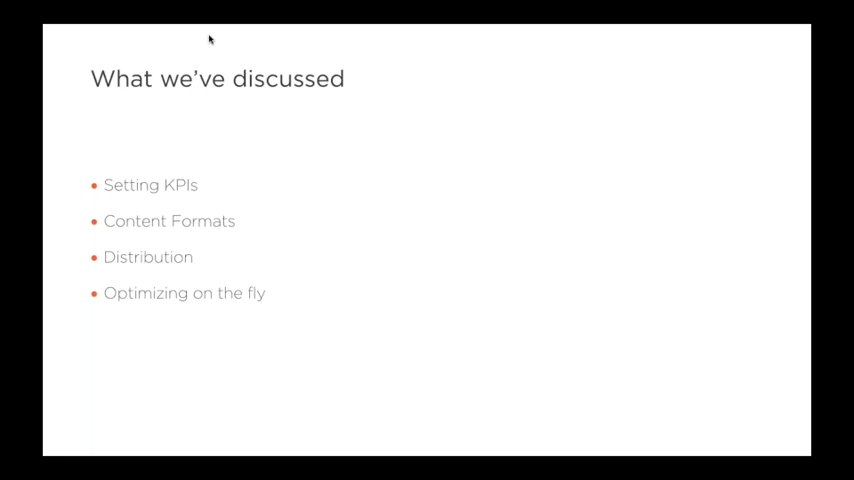 What we've discussed
Setting KPIs
Content Formats
Distribution
Optimizing on the fly